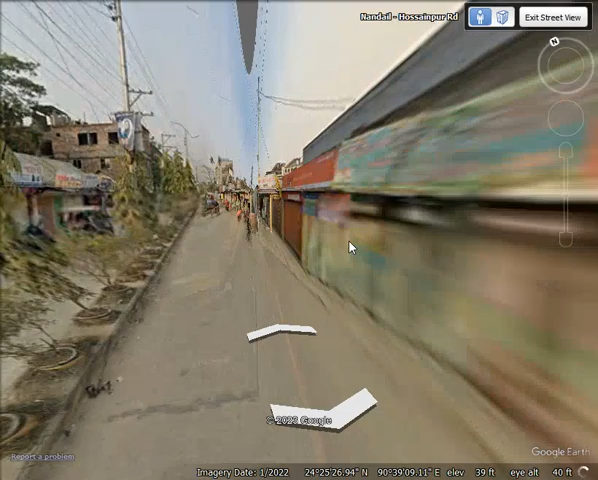 Nandail - Hossainpur Rd
Exit Street View
N
© 2023 Google
Report a problem
Google Earth
Imagery Date: 1/2022 24°25'26.94" N 90°39'09.11" E elev 39 ft eye alt 40 ft